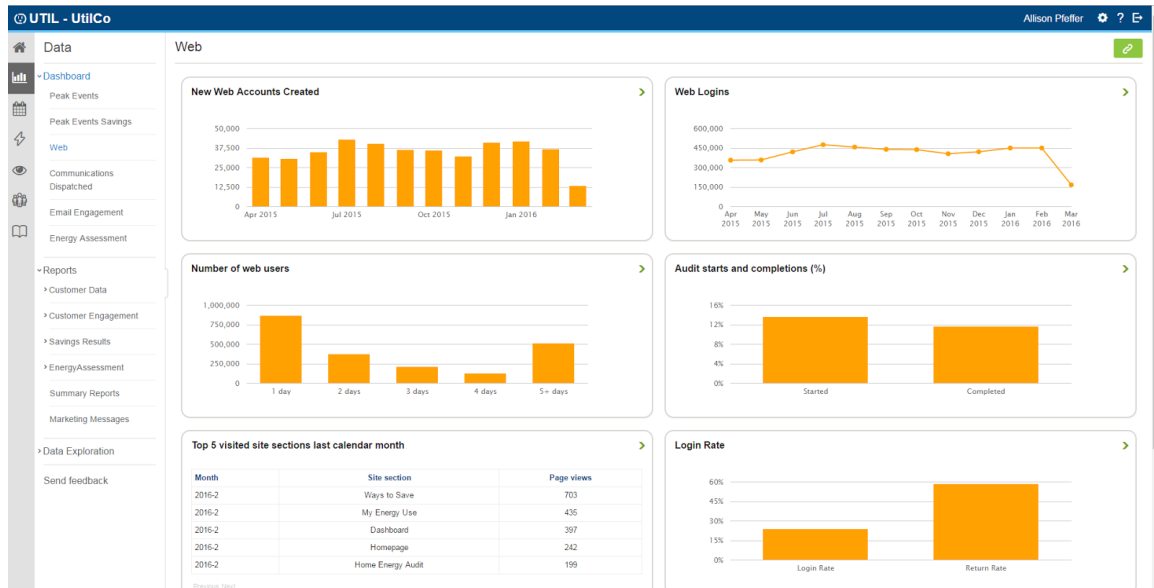 UTIL - UtilCo
Allison Pfeffer
?
Data
Dashboard
Peak Events
Peak Events Savings
Web
Communications
Dispatched
Email Engagement
Energy Assessment
Reports
Customer Data
Customer Engagement
Savings Results
EnergyAssessment
Summary Reports
Marketing Messages
Data Exploration
Send feedback
Web
New Web Accounts Created
50,000
37,500
25,000
12,500
0
Apr 2015 Jul 2015 Oct 2015 Jan 2016
Web Logins
600,000
450,000
300,000
150,000
0
Apr May Jun Jul Aug Sep Oct Nov Dec Jan Feb Mar
2015 2015 2015 2015 2015 2015 2015 2015 2015 2016 2016 2016
Number of web users
1,000,000
750,000
500,000
250,000
0
1 day 2 days 3 days 4 days 5+ days
Audit starts and completions (%)
16%
12%
8%
4%
0%
Started Completed
Top 5 visited site sections last calendar month
Month Site section Page views
2016-2 Ways to Save 703
2016-2 My Energy Use 435
2016-2 Dashboard 397
2016-2 Homepage 242
2016-2 Home Energy Audit 199
Previous Next
Login Rate
60%
45%
30%
15%
0%
Login Rate Return Rate